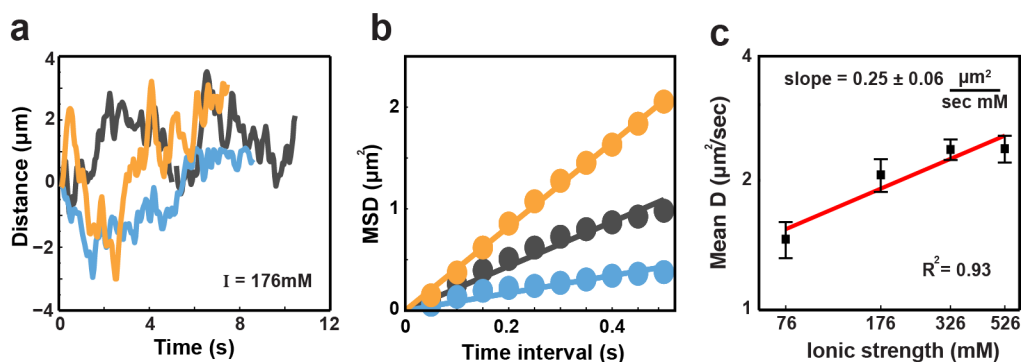 a
Distance (µm)
4
2
0
−2
−4
0
4
8
12
I = 176mM
Time (s)
b
MSD (µm²)
2
1
0
0
0.2
0.4
Time interval (s)
c
Mean D (µm²/sec)
4
2
1
slope = 0.25 ± 0.06 µm²
sec mM
R²= 0.93
76
176
326
526
Ionic strength (mM)